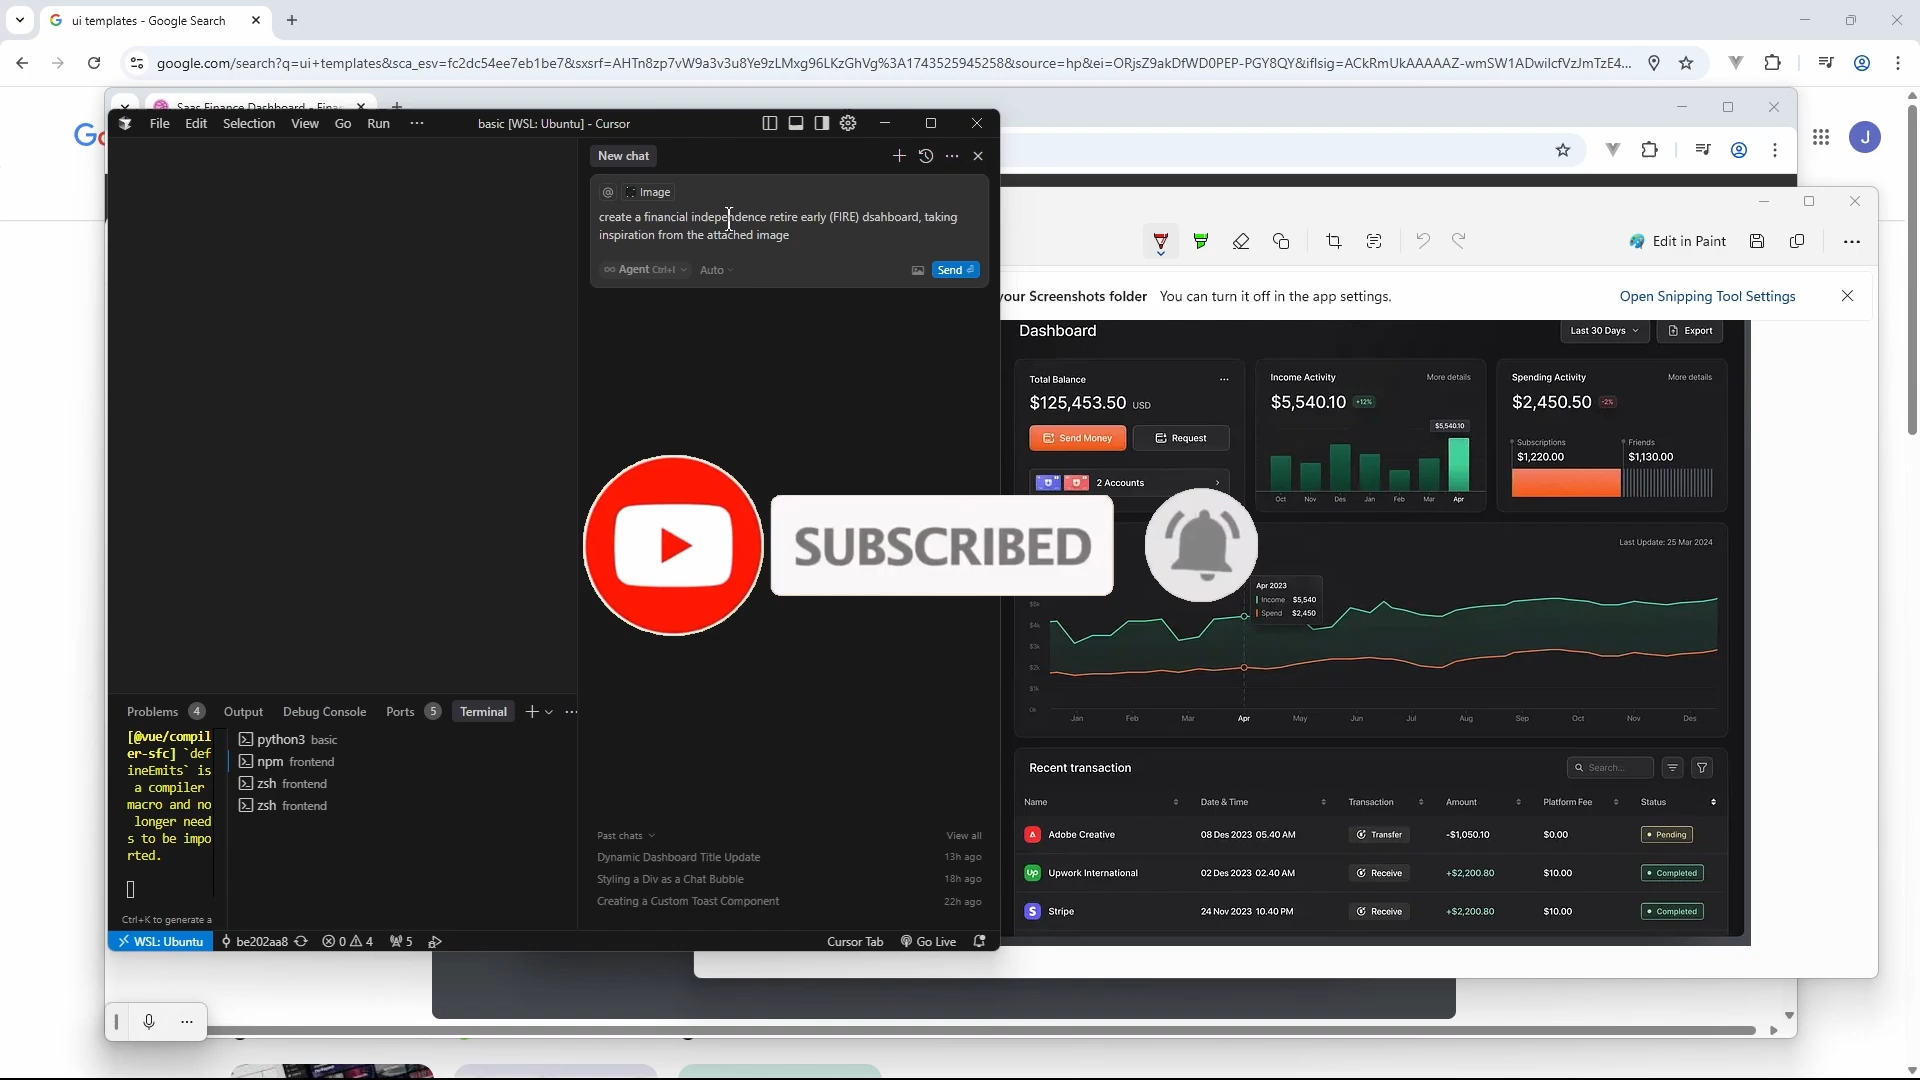 ui templates - Google Search
google.com/search?q=ui+templates&sca_esv=fc2dc54ee7eb1be7&sxsrf=AHTn8zp7vW9a3v3u8Ye9zLMxg96LKzGhVg%3A1743525945258&source=hp&ei=ORjsZ9akDfWD0PEP-PGY8QY&iflsig=ACkRmUkAAAAAZ-wmSW1ADwilcfVzJmTzE4...
J
Saas Finance Dashboard - Fina
File Edit Selection View Go Run ...
basic [WSL: Ubuntu] - Cursor
New chat
@ Image
create a financial independence retire early (FIRE) dsahboard, taking
inspiration from the attached image
Agent Ctrl+I Auto
Send
SUBSCRIBED
Past chats
View all
Dynamic Dashboard Title Update 13h ago
Styling a Div as a Chat Bubble 18h ago
Creating a Custom Toast Component 22h ago
Problems 4 Output Debug Console Ports 5 Terminal
[@vue/compil
er-sfc] `def
ineEmits` is
a compiler
macro and no
longer need
s to be impo
rted.
Ctrl+K to generate a
python3 basic
npm frontend
zsh frontend
zsh frontend
WSL: Ubuntu be202aa8 0 4 5
Cursor Tab Go Live
Edit in Paint
your Screenshots folder You can turn it off in the app settings.
Open Snipping Tool Settings
Dashboard
Last 30 Days
Export
Total Balance
$125,453.50 USD
Send Money
Request
2 Accounts
Income Activity More details
$5,540.10 +12%
$5,540.10
Oct Nov Des Jan Feb Mar Apr
Spending Activity More details
$2,450.50 -2%
Subscriptions Friends
$1,220.00 $1,130.00
Last Update: 25 Mar 2024
Apr 2023
Income $5,540
Spend $2,450
$5k
$4k
$3k
$2k
$1k
0k
Jan Feb Mar Apr May Jun Jul Aug Sep Oct Nov Des
Recent transaction
Search...
Name Date & Time Transaction Amount Platform Fee Status
Adobe Creative 08 Des 2023 05.40 AM Transfer -$1,050.10 $0.00 Pending
Up Upwork International 02 Des 2023 02.40 AM Receive +$2,200.80 $10.00 Completed
S Stripe 24 Nov 2023 10.40 PM Receive +$2,200.80 $10.00 Completed